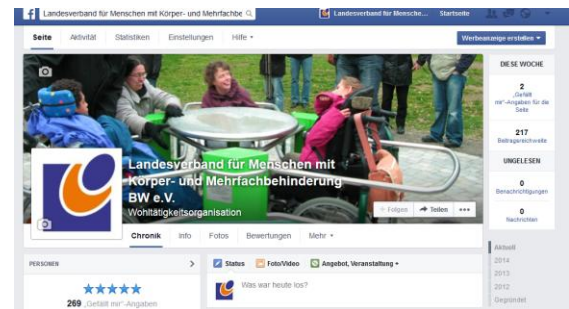 Landesverband für Menschen mit Körper- und Mehrfachbe
Landesverband für Mensche... Startseite
Seite Aktivität Statistiken Einstellungen Hilfe
Werbeanzeige erstellen
DIESE WOCHE
2
„Gefällt
mir“-Angaben für die
Seite
217
Beitragsreichweite
UNGELESEN
0
Benachrichtigungen
0
Nachrichten
Landesverband für Menschen mit
Körper- und Mehrfachbehinderung
BW e.V.
Wohltätigkeitsorganisation
Folgen Teilen •••
Chronik Info Fotos Bewertungen Mehr
Aktuell
2014
2013
2012
Gegründet
PERSONEN >
269 „Gefällt mir“-Angaben
Status Foto/Video Angebot, Veranstaltung +
Was war heute los?